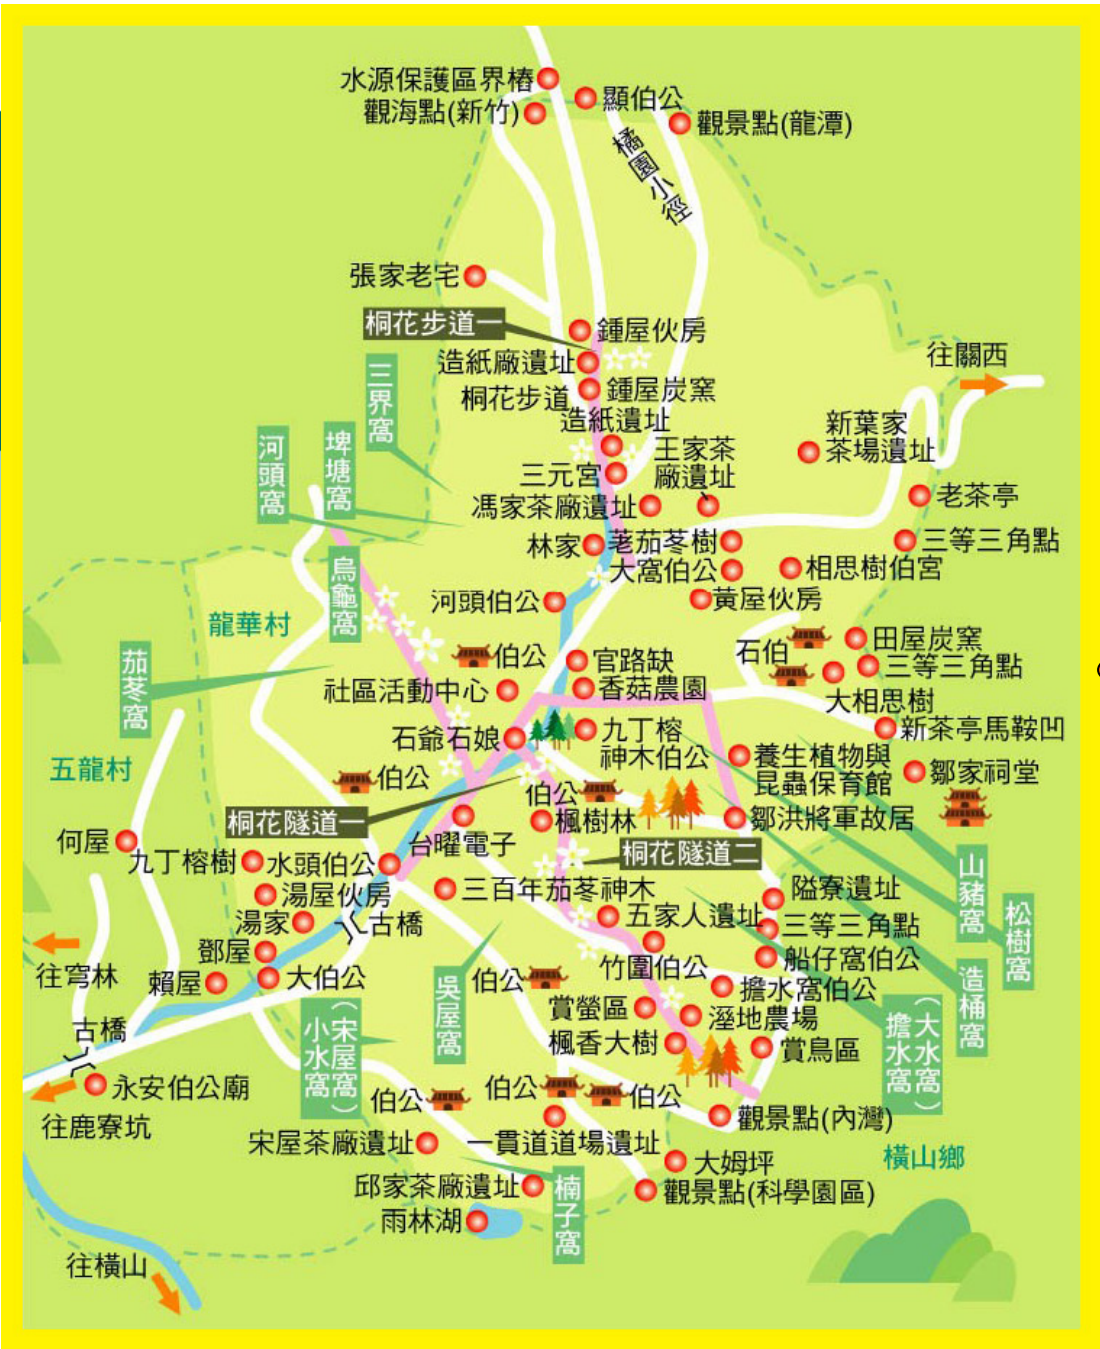 水源保護區界樁
顯伯公
觀海點(新竹)
觀景點(龍潭)
橘園小徑
張家老宅
桐花步道一
鍾屋伙房
造紙廠遺址
往關西
三界窩
桐花步道
鍾屋炭窯
造紙遺址
新葉家
茶場遺址
河頭窩
埤塘窩
王家茶
廠遺址
三元宮
馮家茶廠遺址
老茶亭
林家
荖茄苳樹
三等三角點
大窩伯公
相思樹伯宮
烏龜窩
河頭伯公
黃屋伙房
龍華村
茄苳窩
伯公
官路缺
石伯
田屋炭窯
三等三角點
社區活動中心
香菇農園
大相思樹
石爺石娘
九丁榕
神木伯公
新茶亭馬鞍凹
五龍村
伯公
養生植物與
昆蟲保育館
鄒家祠堂
伯公
桐花隧道一
楓樹林
鄒洪將軍故居
何屋
台曜電子
九丁榕樹
水頭伯公
桐花隧道二
山豬窩
湯屋伙房
三百年茄苳神木
隘寮遺址
松樹窩
湯家
古橋
五家人遺址
三等三角點
鄧屋
往芎林
竹圍伯公
船仔窩伯公
賴屋
大伯公
吳屋窩
伯公
擔水窩伯公
造桶窩
賞螢區
溼地農場
古橋
(宋屋窩)
小水窩
楓香大樹
賞鳥區
(大水窩)
擔水窩
永安伯公廟
伯公
伯公
伯公
往鹿寮坑
觀景點(內灣)
宋屋茶廠遺址
一貫道道場遺址
橫山鄉
大姆坪
邱家茶廠遺址
楠子窩
觀景點(科學園區)
雨林湖
往橫山